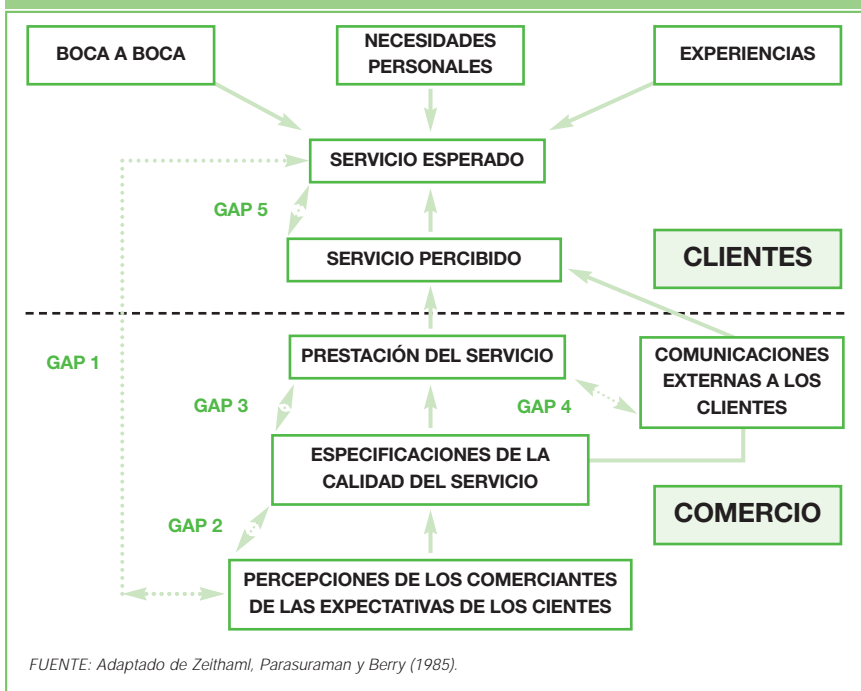 BOCA A BOCA
NECESIDADES
PERSONALES
EXPERIENCIAS
SERVICIO ESPERADO
GAP 5
SERVICIO PERCIBIDO
CLIENTES
GAP 1
PRESTACIÓN DEL SERVICIO
COMUNICACIONES
EXTERNAS A LOS
CLIENTES
GAP 3
GAP 4
ESPECIFICACIONES DE LA
CALIDAD DEL SERVICIO
COMERCIO
GAP 2
PERCEPCIONES DE LOS COMERCIANTES
DE LAS EXPECTATIVAS DE LOS CIENTES
FUENTE: Adaptado de Zeithaml, Parasuraman y Berry (1985).